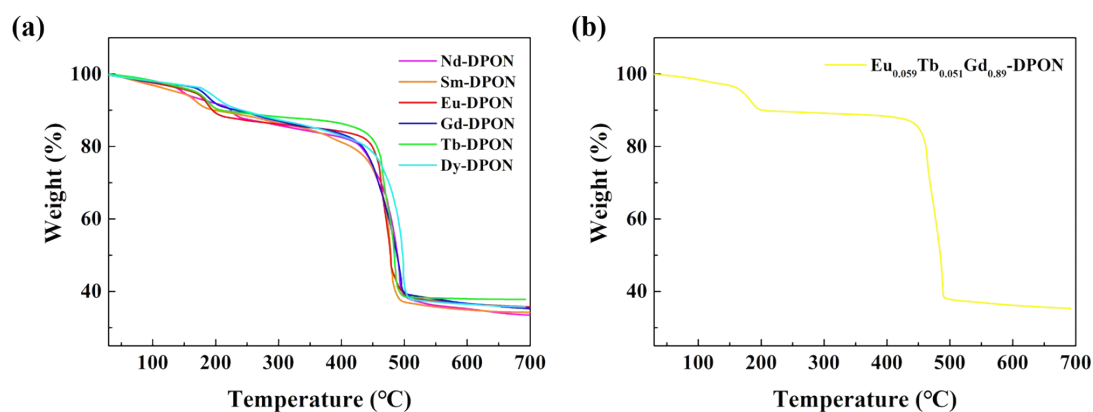 (a)
(b)
Nd-DPON
Sm-DPON
Eu-DPON
Gd-DPON
Tb-DPON
Dy-DPON
100
80
60
40
Weight (%)
100 200 300 400 500 600 700
Temperature (℃)
Eu0.059Tb0.051Gd0.89-DPON
100
80
60
40
Weight (%)
100 200 300 400 500 600 700
Temperature (℃)